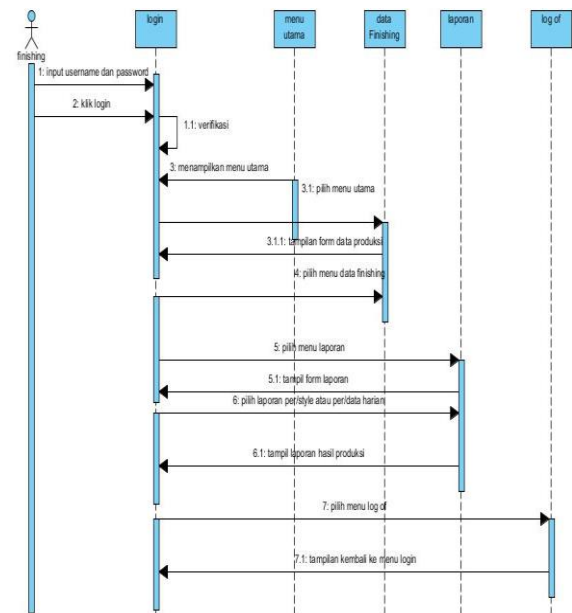 login
menu
utama
data
Finishing
laporan
log of
finishing
1: input username dan password
2: klik login
1.1: verifikasi
3: menampilkan menu utama
3.1: pilih menu utama
3.1.1: tampilan form data produksi
4: pilih menu data finishing
5: pilih menu laporan
5.1: tampil form laporan
6: pilih laporan per/style atau per/data harian
6.1: tampil laporan hasil produksi
7: pilih menu log of
7.1: tampilan kembali ke menu login